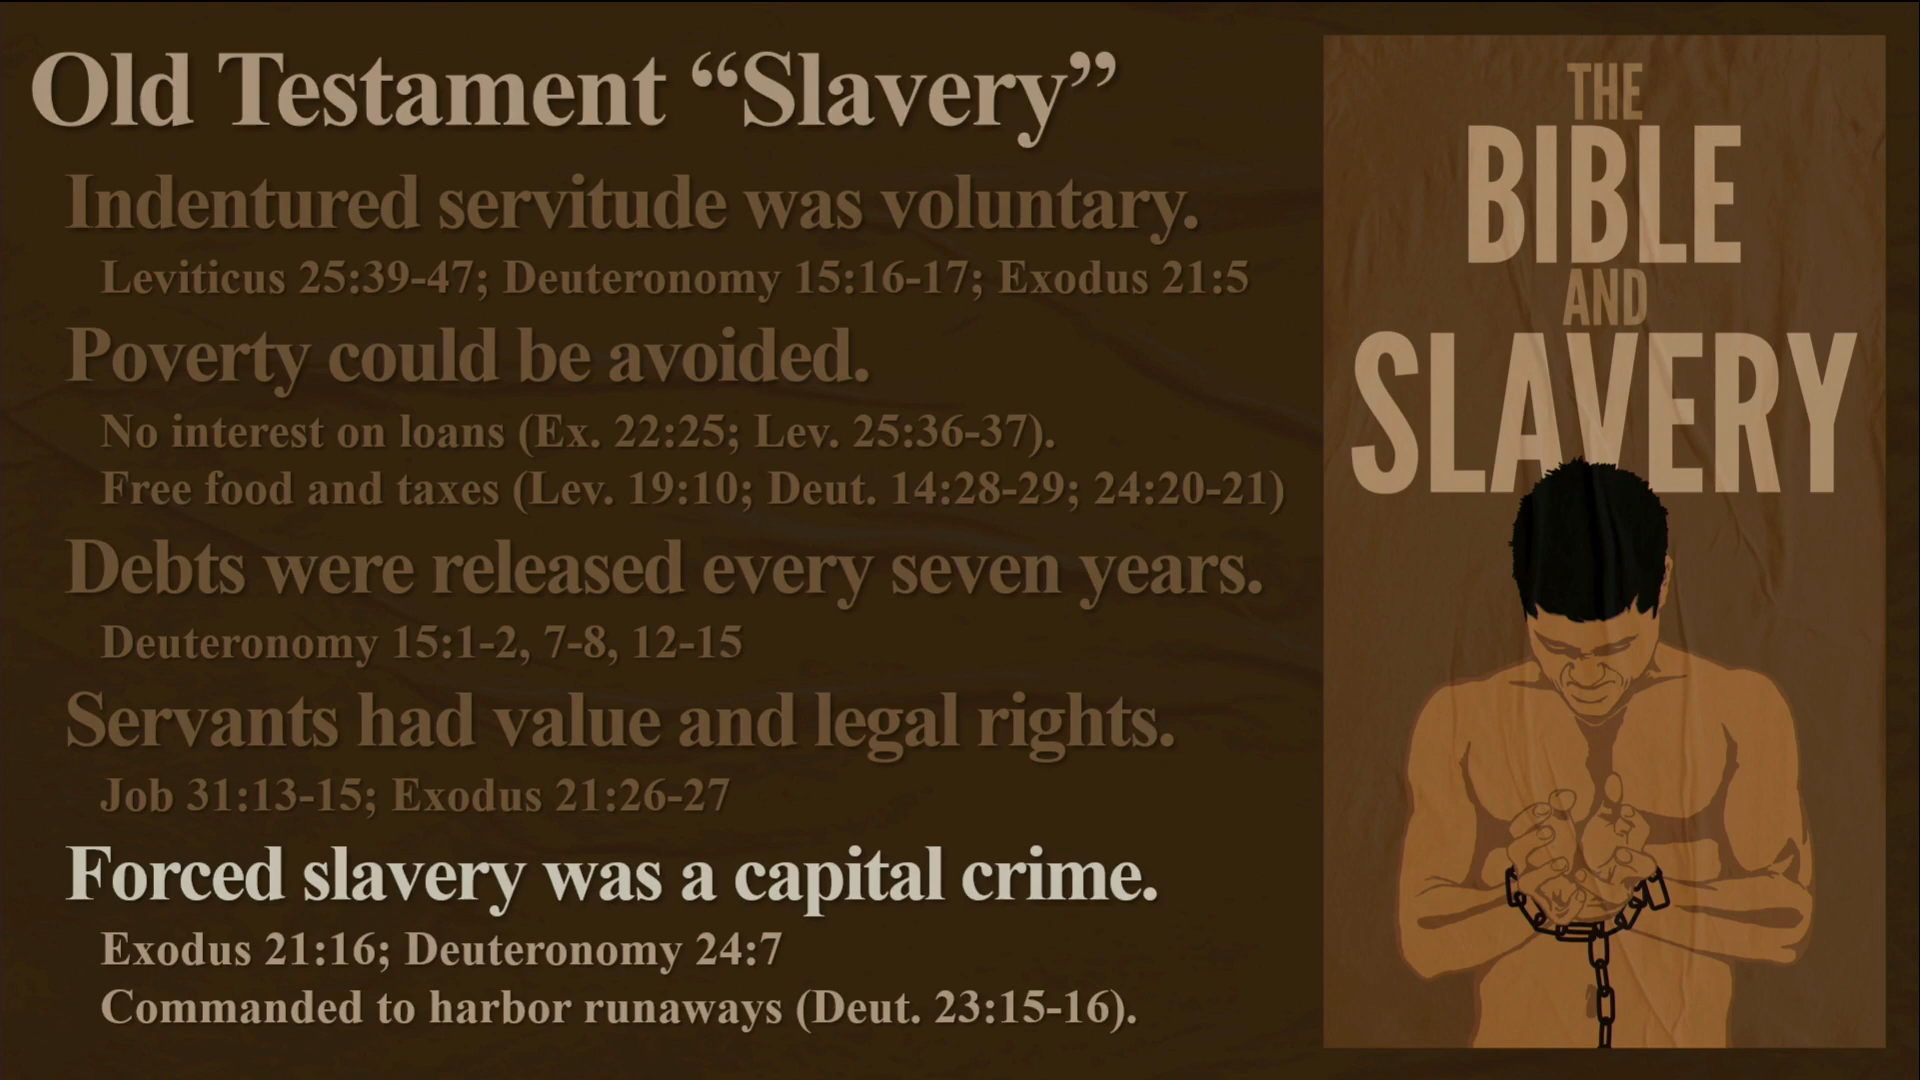 Old Testament “Slavery”
Indentured servitude was voluntary.
Leviticus 25:39-47; Deuteronomy 15:16-17; Exodus 21:5
Poverty could be avoided.
No interest on loans (Ex. 22:25; Lev. 25:36-37).
Free food and taxes (Lev. 19:10; Deut. 14:28-29; 24:20-21)
Debts were released every seven years.
Deuteronomy 15:1-2, 7-8, 12-15
Servants had value and legal rights.
Job 31:13-15; Exodus 21:26-27
Forced slavery was a capital crime.
Exodus 21:16; Deuteronomy 24:7
Commanded to harbor runaways (Deut. 23:15-16).
THE
BIBLE
AND
SLAVERY